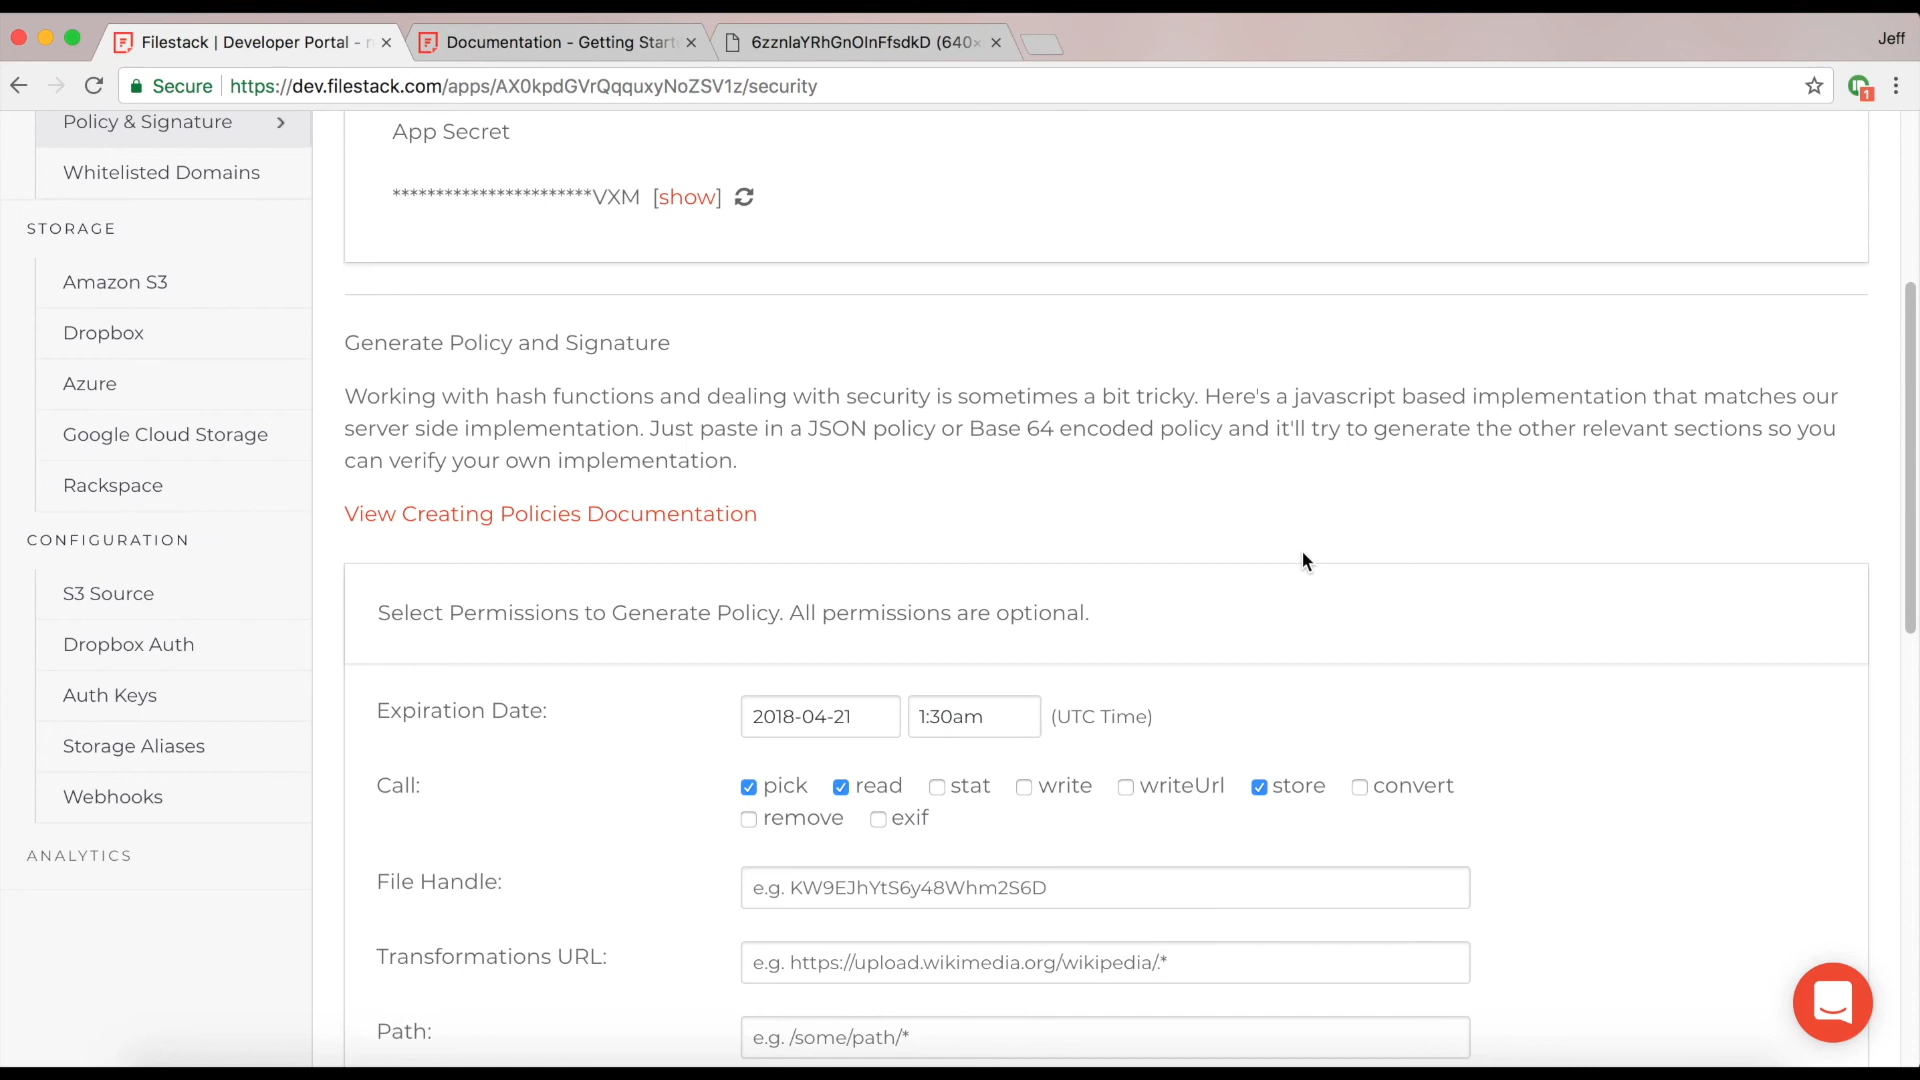 Filestack | Developer Portal -
Documentation - Getting Start
6zznlaYRhGnOlnFfsdkD (640×
Jeff
Secure
https://dev.filestack.com/apps/AX0kpdGVrQqquxyNoZSV1z/security
1
Policy & Signature
Whitelisted Domains
STORAGE
Amazon S3
Dropbox
Azure
Google Cloud Storage
Rackspace
CONFIGURATION
S3 Source
Dropbox Auth
Auth Keys
Storage Aliases
Webhooks
ANALYTICS
App Secret
***********************VXM [show]
Generate Policy and Signature
Working with hash functions and dealing with security is sometimes a bit tricky. Here's a javascript based implementation that matches our
server side implementation. Just paste in a JSON policy or Base 64 encoded policy and it'll try to generate the other relevant sections so you
can verify your own implementation.
View Creating Policies Documentation
Select Permissions to Generate Policy. All permissions are optional.
Expiration Date:
2018-04-21 1:30am (UTC Time)
Call:
pick read stat write writeUrl store convert
remove exif
File Handle:
e.g. KW9EJhYtS6y48Whm2S6D
Transformations URL:
e.g. https://upload.wikimedia.org/wikipedia/.*
Path:
e.g. /some/path/*